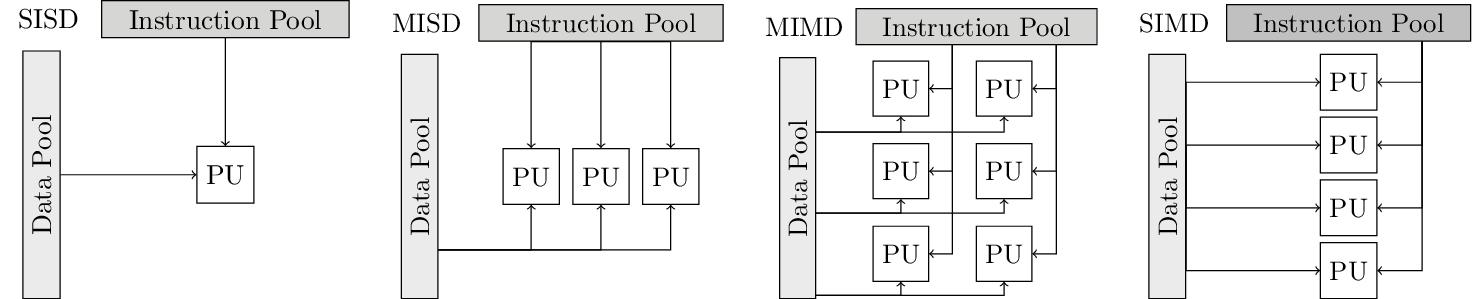 SISD
Instruction Pool
Data Pool
PU
MISD
Instruction Pool
Data Pool
PU PU PU
MIMD
Instruction Pool
Data Pool
PU PU
PU PU
PU PU
SIMD
Instruction Pool
Data Pool
PU
PU
PU
PU